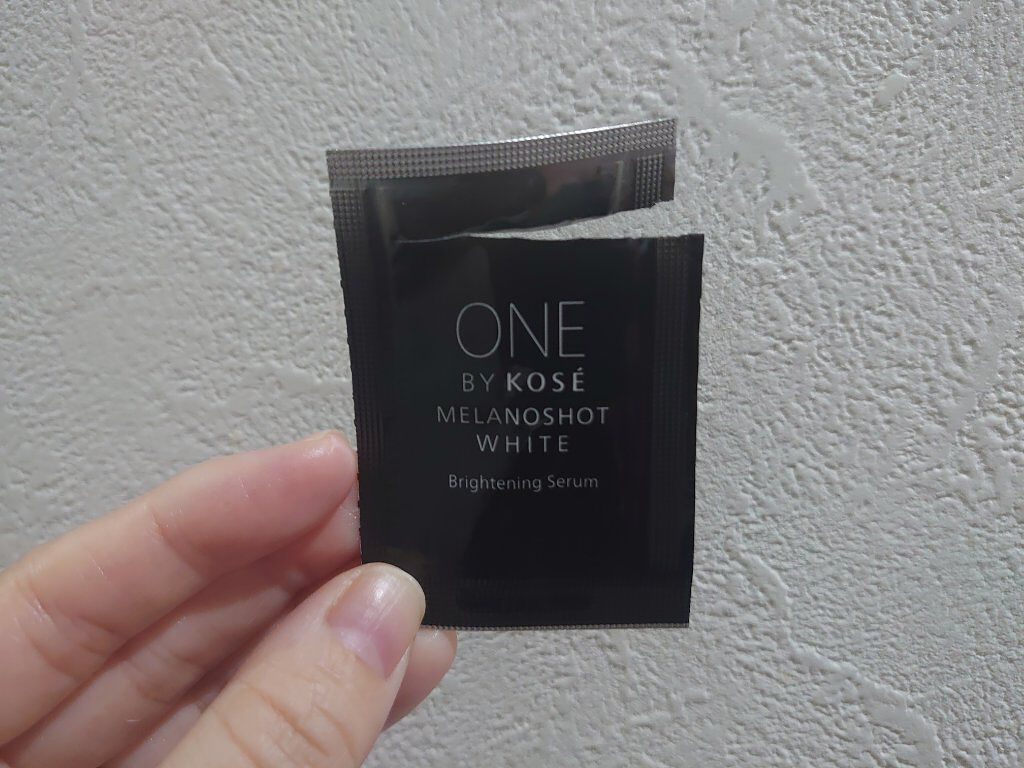 ONE
BY KOSÉ
MELANOSHOT
WHITE
Brightening Serum